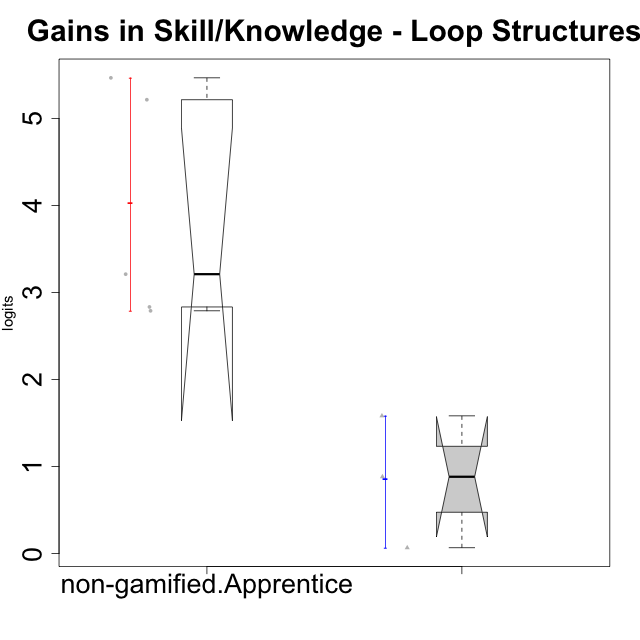 Gains in Skill/Knowledge - Loop Structures
5
4
3
2
1
0
logits
non-gamified.Apprentice